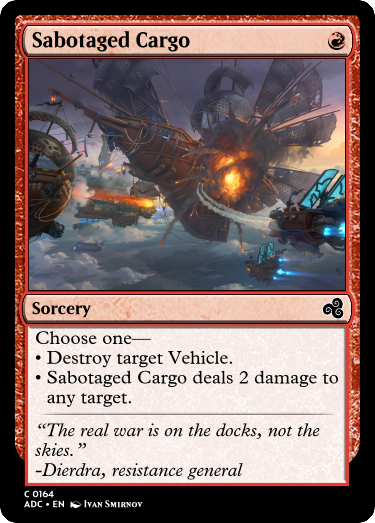 Sabotaged Cargo
Sorcery
Choose one—
• Destroy target Vehicle.
• Sabotaged Cargo deals 2 damage to
any target.
“The real war is on the docks, not the
skies.”
-Dierdra, resistance general
C 0164
ADC • EN Ivan Smirnov